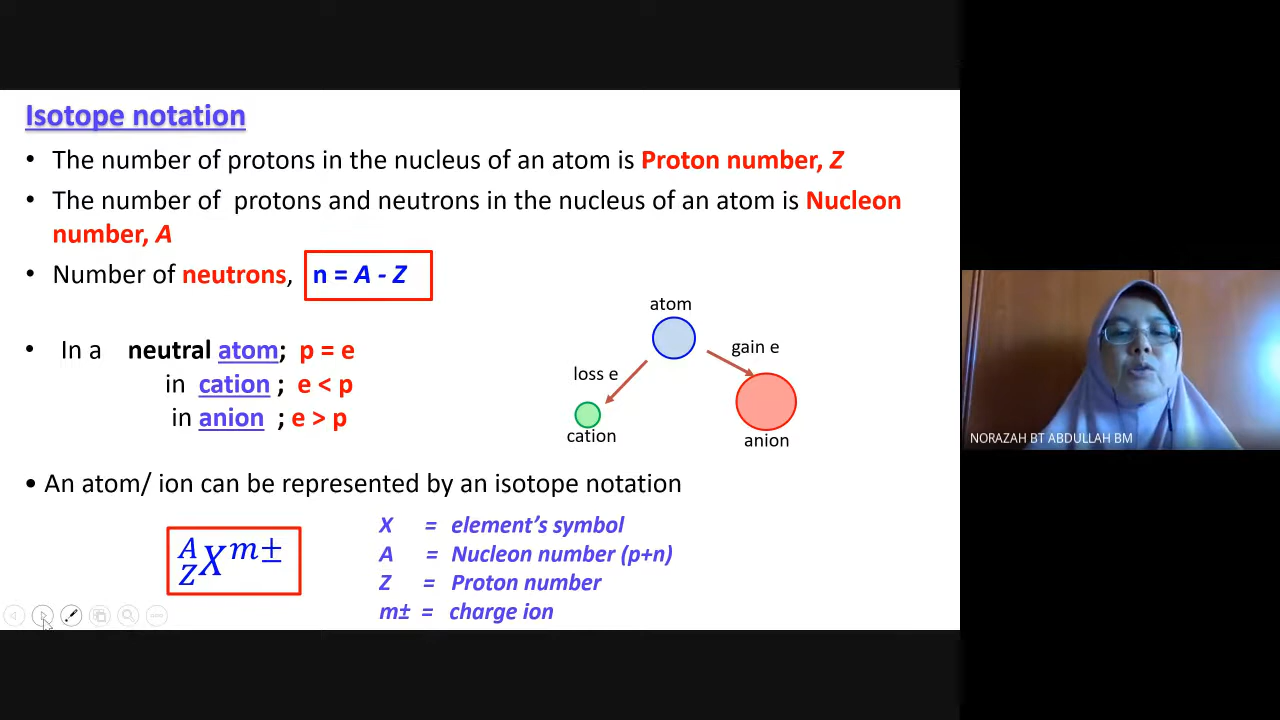 Isotope notation
• The number of protons in the nucleus of an atom is Proton number, Z
• The number of protons and neutrons in the nucleus of an atom is Nucleon
number, A
• Number of neutrons, n = A - Z
• In a neutral atom; p = e
in cation ; e < p
in anion ; e > p
atom
loss e
gain e
cation
anion
• An atom/ ion can be represented by an isotope notation
A Z X m±
X = element's symbol
A = Nucleon number (p+n)
Z = Proton number
m± = charge ion
NORAZAH BT ABDULLAH BM